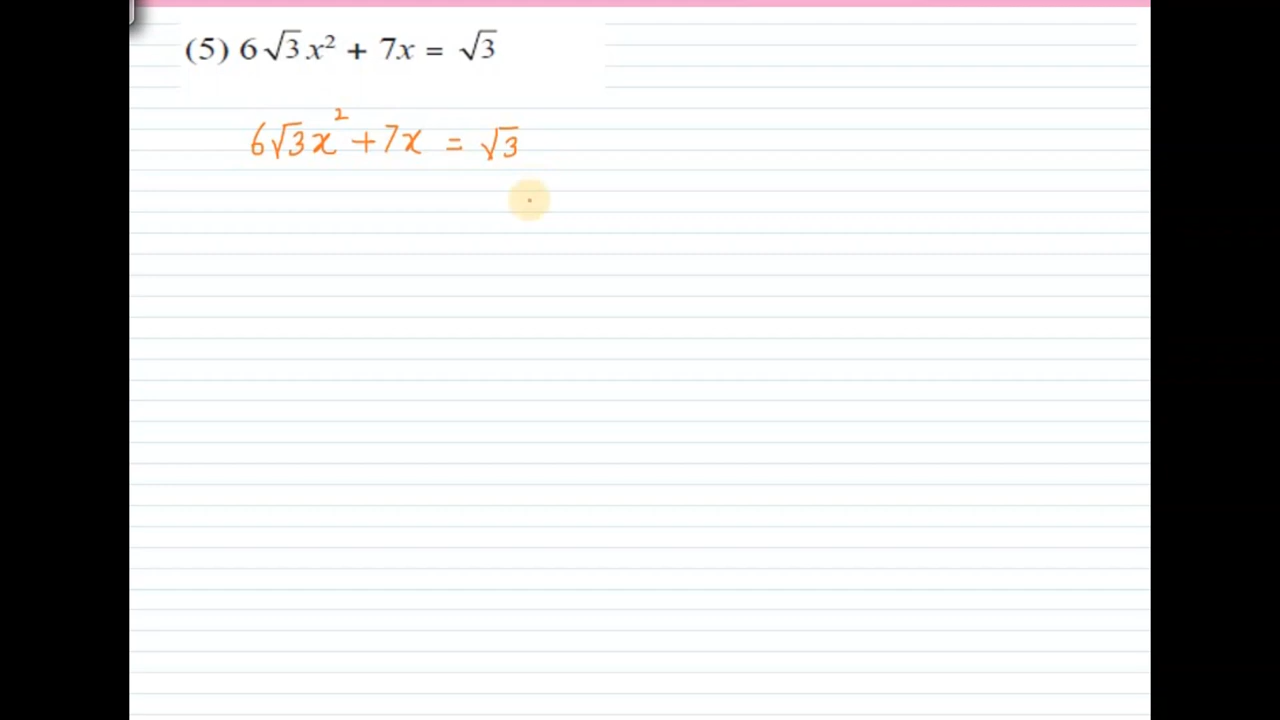 (5) 6√3x² + 7x = √3
6√3x² + 7x = √3